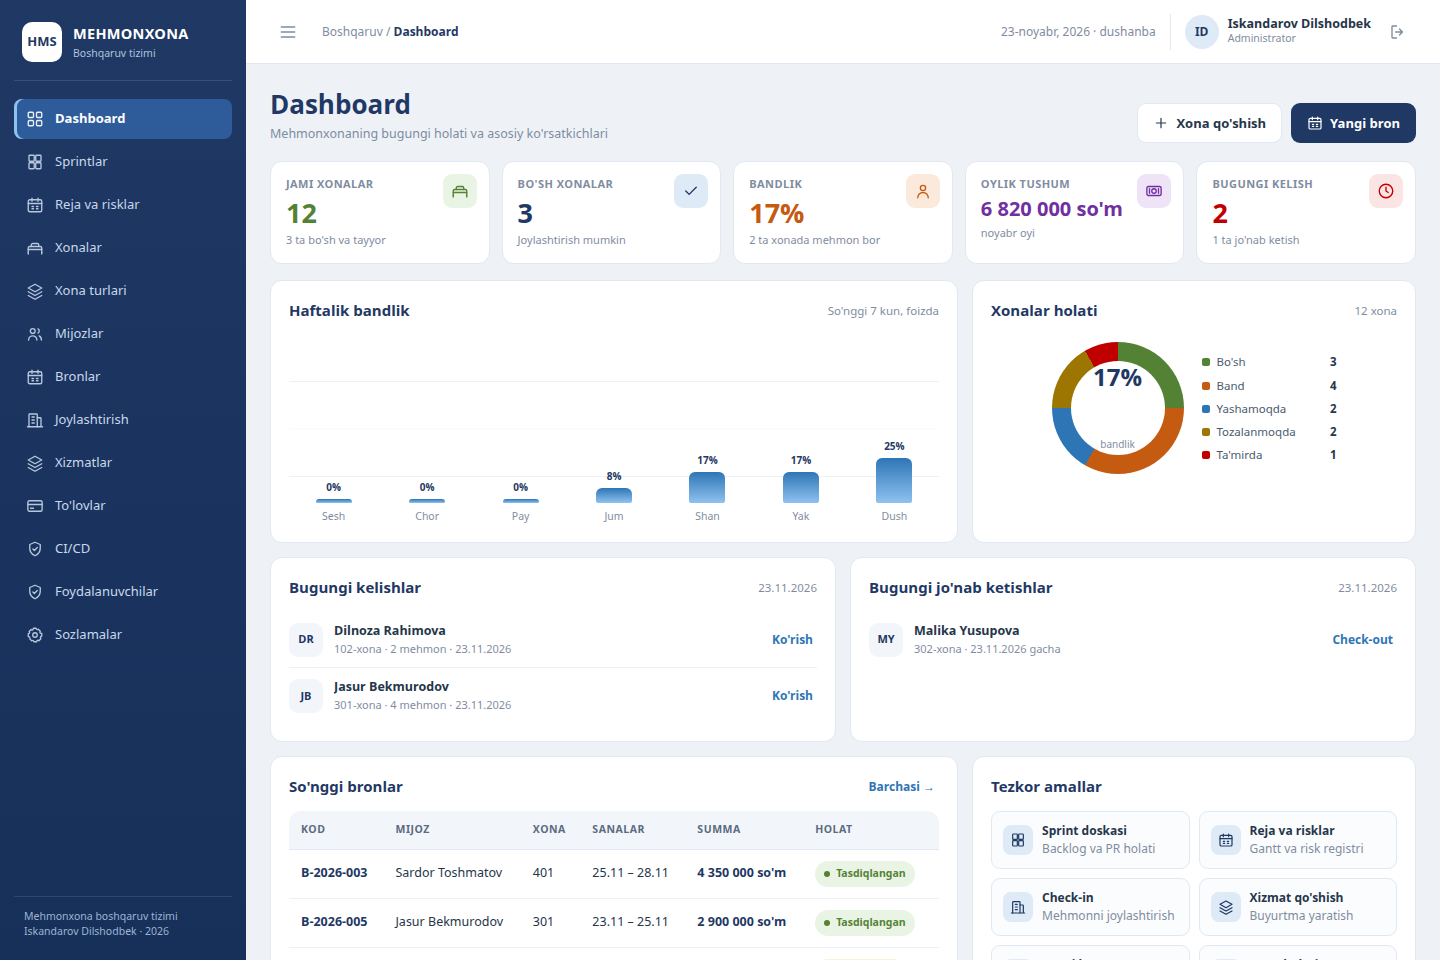 HMS
MEHMONXONA
Boshqaruv tizimi
Dashboard
Sprintlar
Reja va risklar
Xonalar
Xona turlari
Mijozlar
Bronlar
Joylashtirish
Xizmatlar
To'lovlar
CI/CD
Foydalanuvchilar
Sozlamalar
Mehmonxona boshqaruv tizimi
Iskandarov Dilshodbek · 2026
Boshqaruv / Dashboard
23-noyabr, 2026 · dushanba
ID
Iskandarov Dilshodbek
Administrator
Dashboard
Mehmonxonaning bugungi holati va asosiy ko'rsatkichlari
Xona qo'shish
Yangi bron
JAMI XONALAR
12
3 ta bo'sh va tayyor
BO'SH XONALAR
3
Joylashtirish mumkin
BANDLIK
17%
2 ta xonada mehmon bor
OYLIK TUSHUM
6 820 000 so'm
noyabr oyi
BUGUNGI KELISH
2
1 ta jo'nab ketish
Haftalik bandlik
So'nggi 7 kun, foizda
0% 0% 0% 8% 17% 17% 25%
Sesh Chor Pay Jum Shan Yak Dush
Xonalar holati
12 xona
17%
bandlik
Bo'sh 3
Band 4
Yashamoqda 2
Tozalanmoqda 2
Ta'mirda 1
Bugungi kelishlar
23.11.2026
DR
Dilnoza Rahimova
102-xona · 2 mehmon · 23.11.2026
Ko'rish
JB
Jasur Bekmurodov
301-xona · 4 mehmon · 23.11.2026
Ko'rish
Bugungi jo'nab ketishlar
23.11.2026
MY
Malika Yusupova
302-xona · 23.11.2026 gacha
Check-out
So'nggi bronlar
Barchasi →
KOD MIJOZ XONA SANALAR SUMMA HOLAT
B-2026-003 Sardor Toshmatov 401 25.11 – 28.11 4 350 000 so'm Tasdiqlangan
B-2026-005 Jasur Bekmurodov 301 23.11 – 25.11 2 900 000 so'm Tasdiqlangan
Tezkor amallar
Sprint doskasi
Backlog va PR holati
Reja va risklar
Gantt va risk registri
Check-in
Mehmonni joylashtirish
Xizmat qo'shish
Buyurtma yaratish